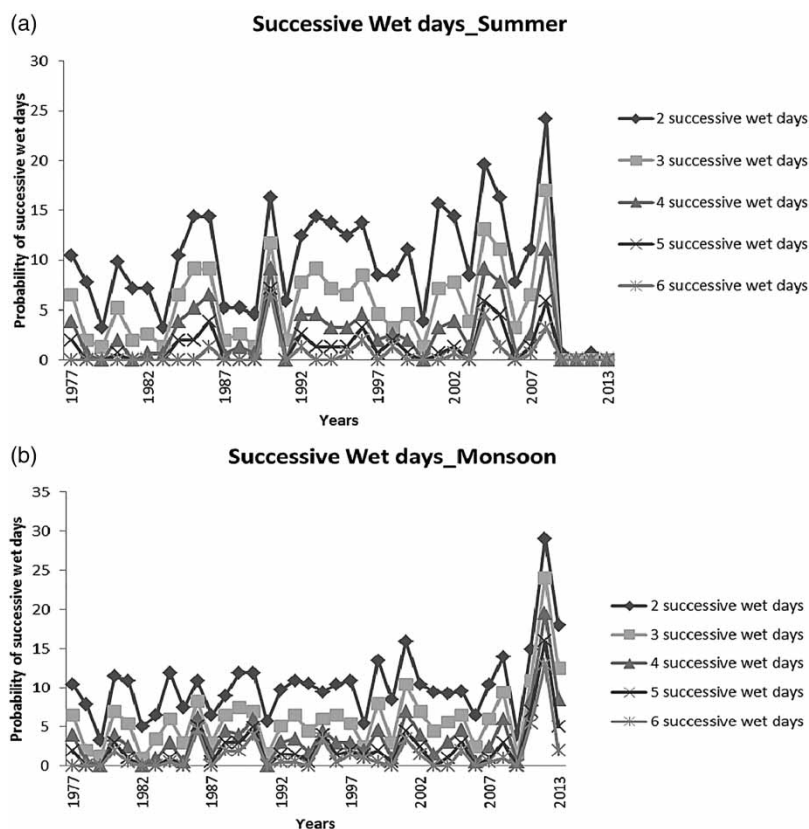 (a)
Successive Wet days_Summer
Probability of successive wet days
30
25
20
15
10
5
0
1977
1982
1987
1992
1997
2002
2007
2013
Years
2 successive wet days
3 successive wet days
4 successive wet days
5 successive wet days
6 successive wet days
(b)
Successive Wet days_Monsoon
Probability of successive wet days
35
30
25
20
15
10
5
0
1977
1982
1987
1992
1997
2002
2007
2013
Years
2 successive wet days
3 successive wet days
4 successive wet days
5 successive wet days
6 successive wet days